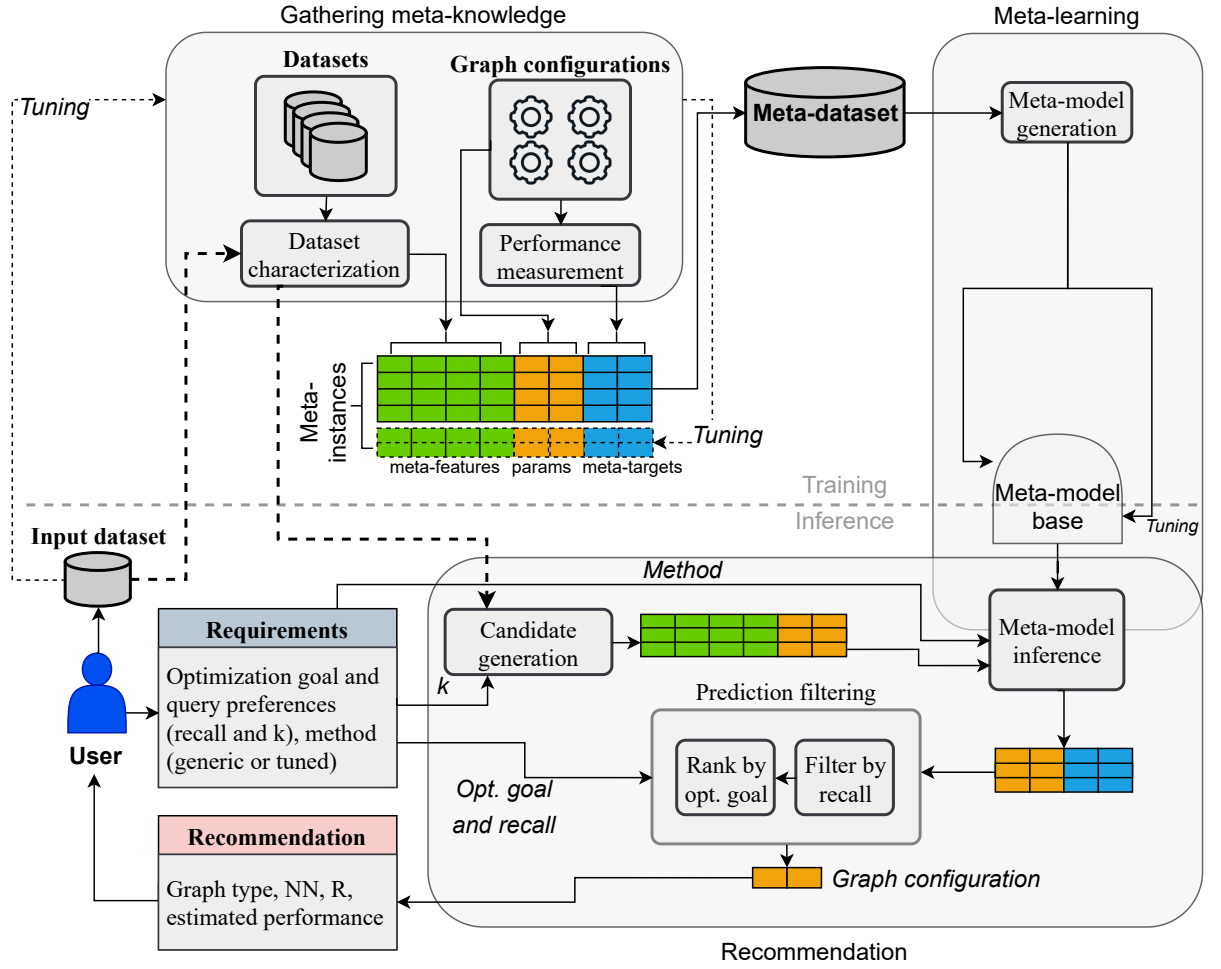 Gathering meta-knowledge
Meta-learning
Datasets
Graph configurations
Tuning
Meta-dataset
Meta-model
generation
Dataset
characterization
Performance
measurement
Meta-
instances
Tuning
meta-features
params
meta-targets
Training
Inference
Meta-model
base
Tuning
Input dataset
Method
Requirements
Optimization goal and
query preferences
(recall and k), method
(generic or tuned)
User
k
Candidate
generation
Meta-model
inference
Prediction filtering
Rank by
opt. goal
Filter by
recall
Opt. goal
and recall
Recommendation
Graph type, NN, R,
estimated performance
Graph configuration
Recommendation